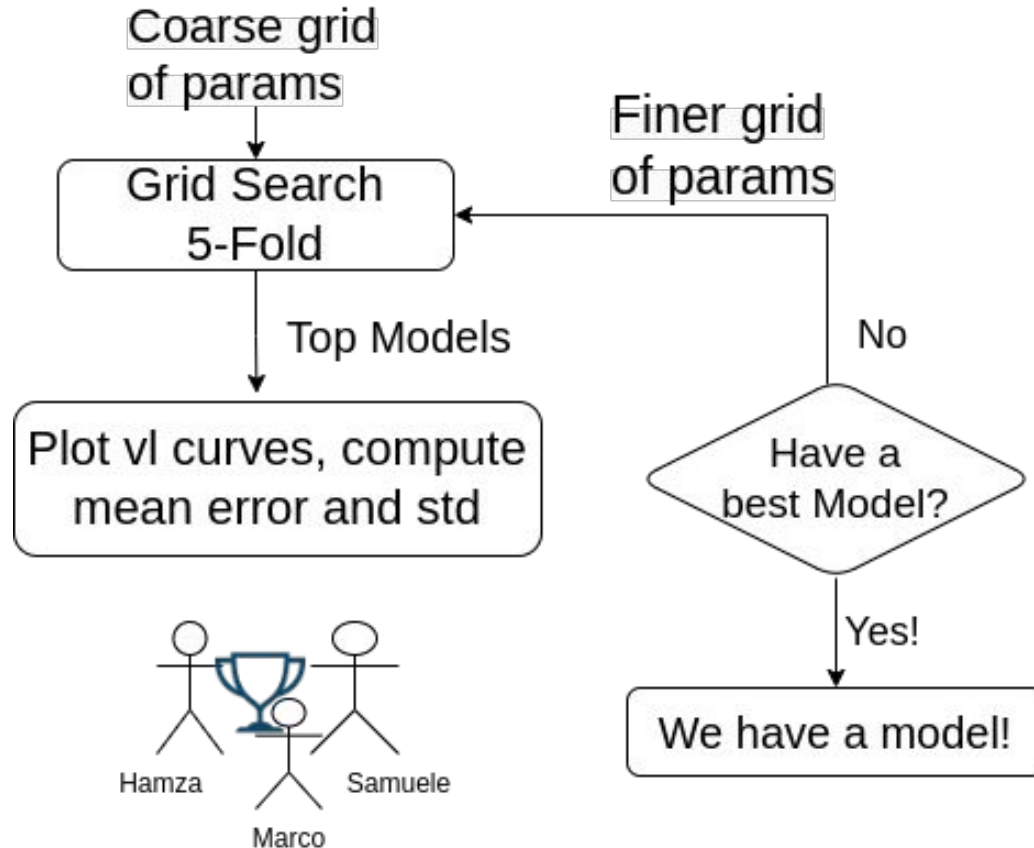 Coarse grid
of params
Finer grid
of params
Grid Search
5-Fold
Top Models
No
Plot vl curves, compute
mean error and std
Have a
best Model?
Yes!
We have a model!
Hamza
Samuele
Marco